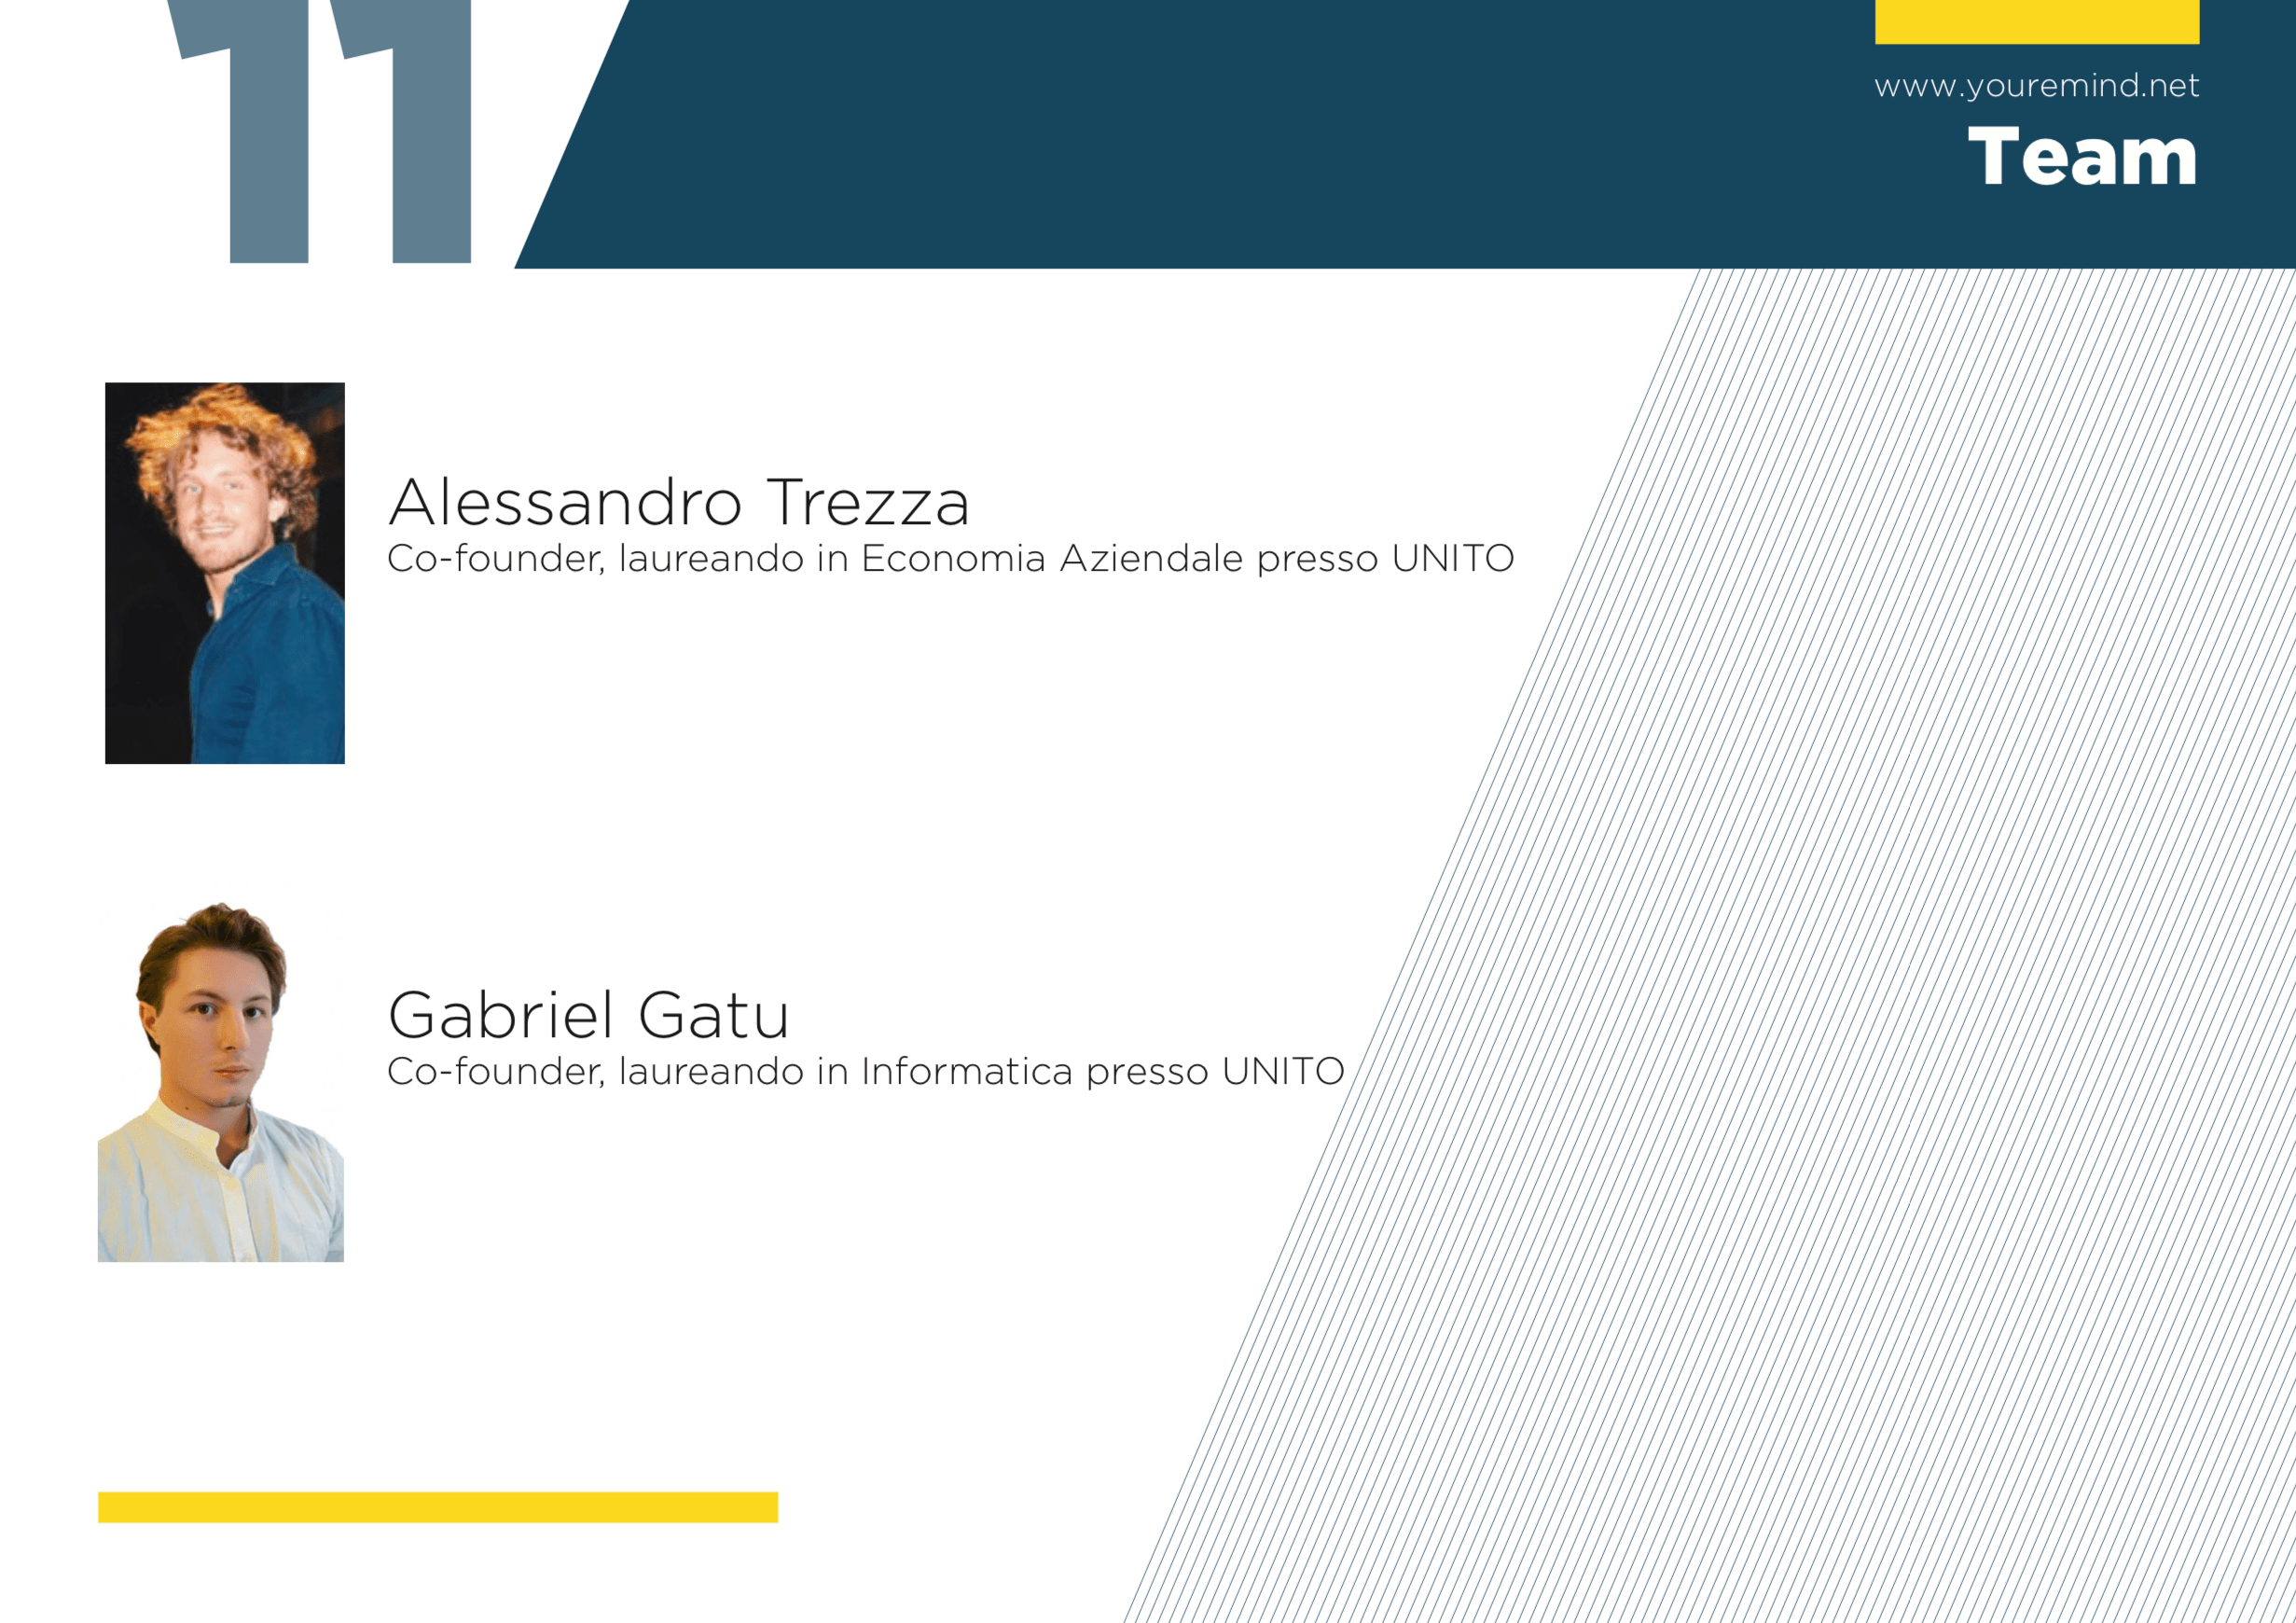 11
www.youremind.net
Team
Alessandro Trezza
Co-founder, laureando in Economia Aziendale presso UNITO
Gabriel Gatu
Co-founder, laureando in Informatica presso UNITO